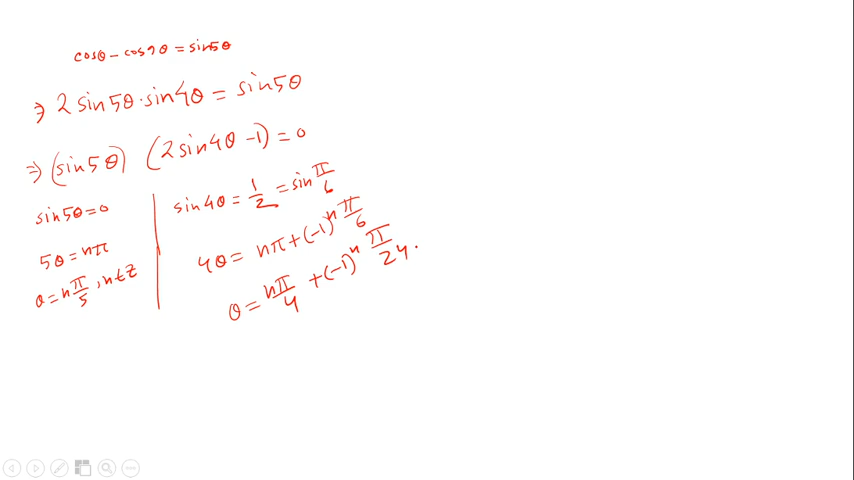 cosθ - cos9θ = sin5θ
⇒ 2 sin5θ·sin4θ = sin5θ
⇒ (sin5θ) (2sin4θ -1) = 0
sin5θ = 0
5θ = nπ
θ = nπ/5, n∈Z
sin4θ = 1/2 = sin π/6
4θ = nπ + (-1)^n π/6
θ = nπ/4 + (-1)^n π/24.